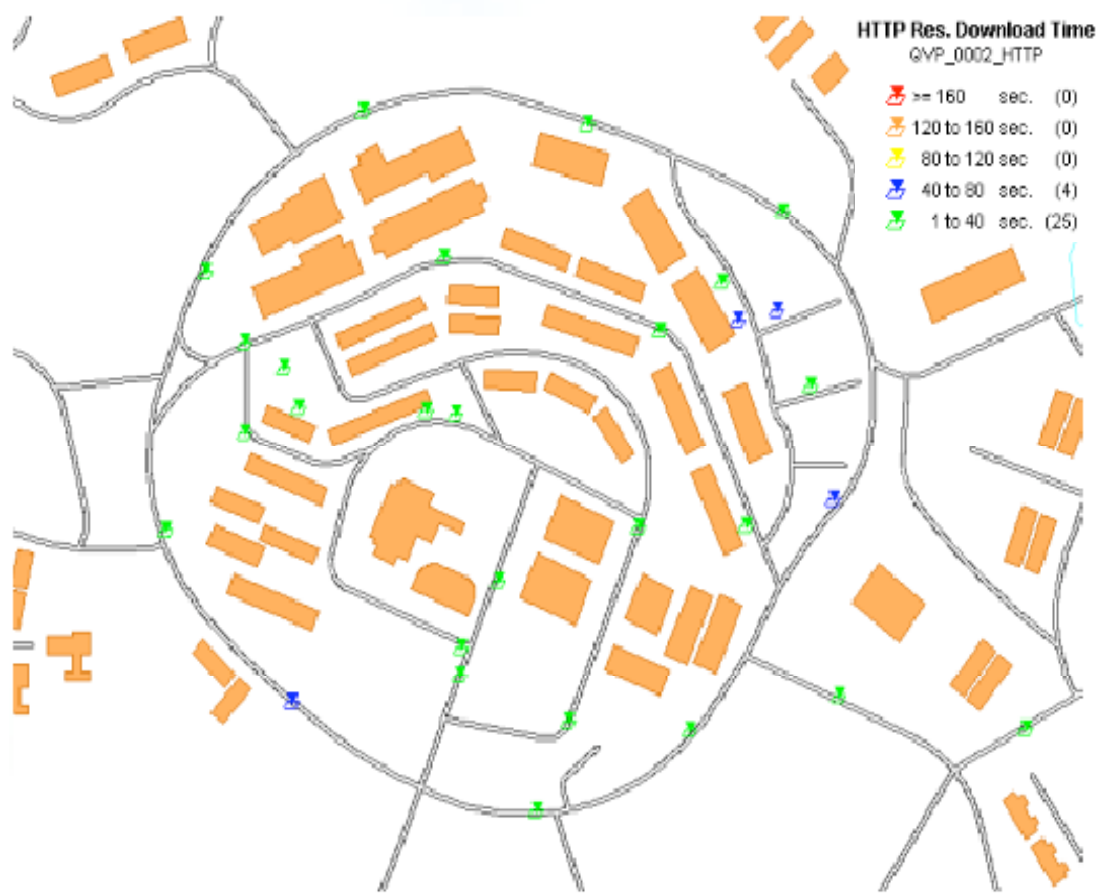 HTTP Res. Download Time
QVP_0002_HTTP
>= 160 sec. (0)
120 to 160 sec. (0)
80 to 120 sec (0)
40 to 80 sec. (4)
1 to 40 sec. (25)